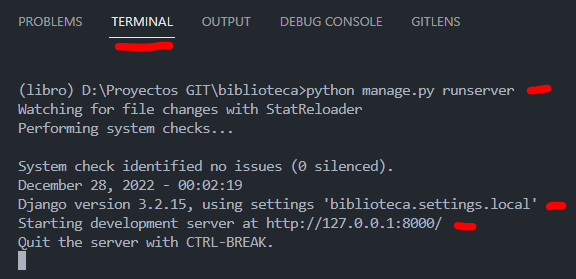 PROBLEMS TERMINAL OUTPUT DEBUG CONSOLE GITLENS
(libro) D:\Proyectos GIT\biblioteca>python manage.py runserver
Watching for file changes with StatReloader
Performing system checks...
System check identified no issues (0 silenced).
December 28, 2022 - 00:02:19
Django version 3.2.15, using settings 'biblioteca.settings.local'
Starting development server at http://127.0.0.1:8000/
Quit the server with CTRL-BREAK.